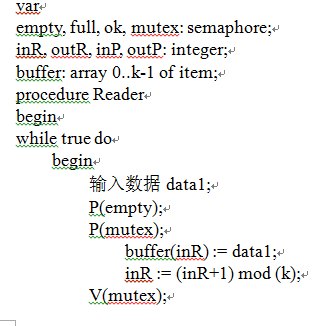 var
empty, full, ok, mutex: semaphore;
inR, outR, inP, outP: integer;
buffer: array 0..k-1 of item;
procedure Reader
begin
while true do
begin
输入数据 data1;
P(empty);
P(mutex);
buffer(inR) := data1;
inR := (inR+1) mod (k);
V(mutex);